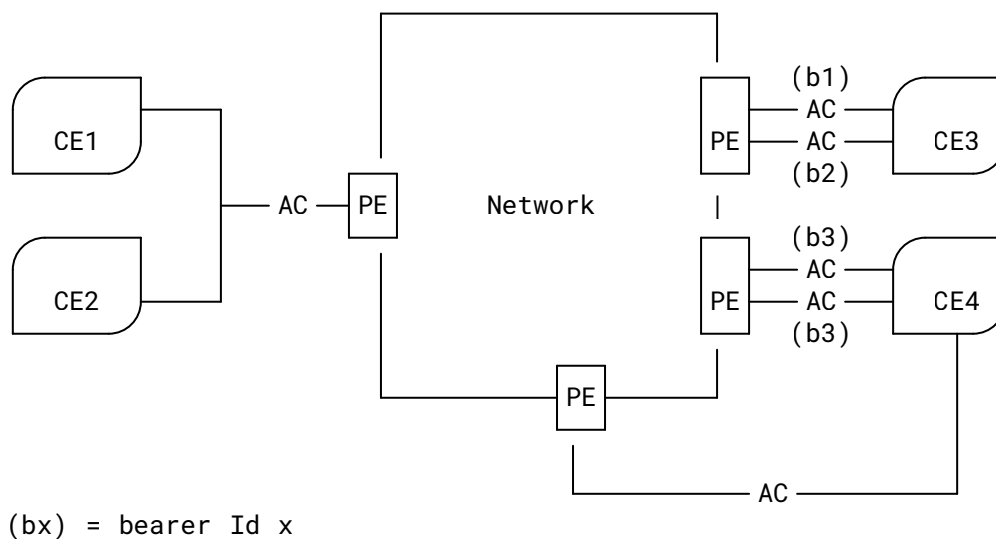 (b1)
AC
CE1 PE CE3
AC
(b2)
AC PE Network
(b3)
AC
CE2 PE AC CE4
(b3)
PE
AC
(bx) = bearer Id x